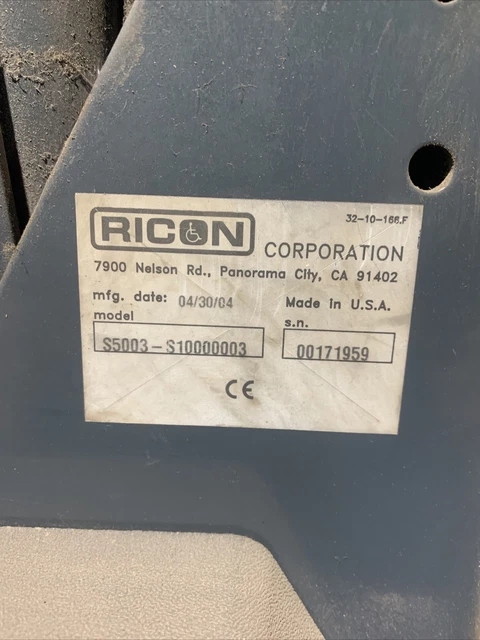 32-10-166.F
RICON
CORPORATION
7900 Nelson Rd., Panorama City, CA 91402
mfg. date: 04/30/04 Made in U.S.A.
model s.n.
S5003-S10000003 00171959
CE